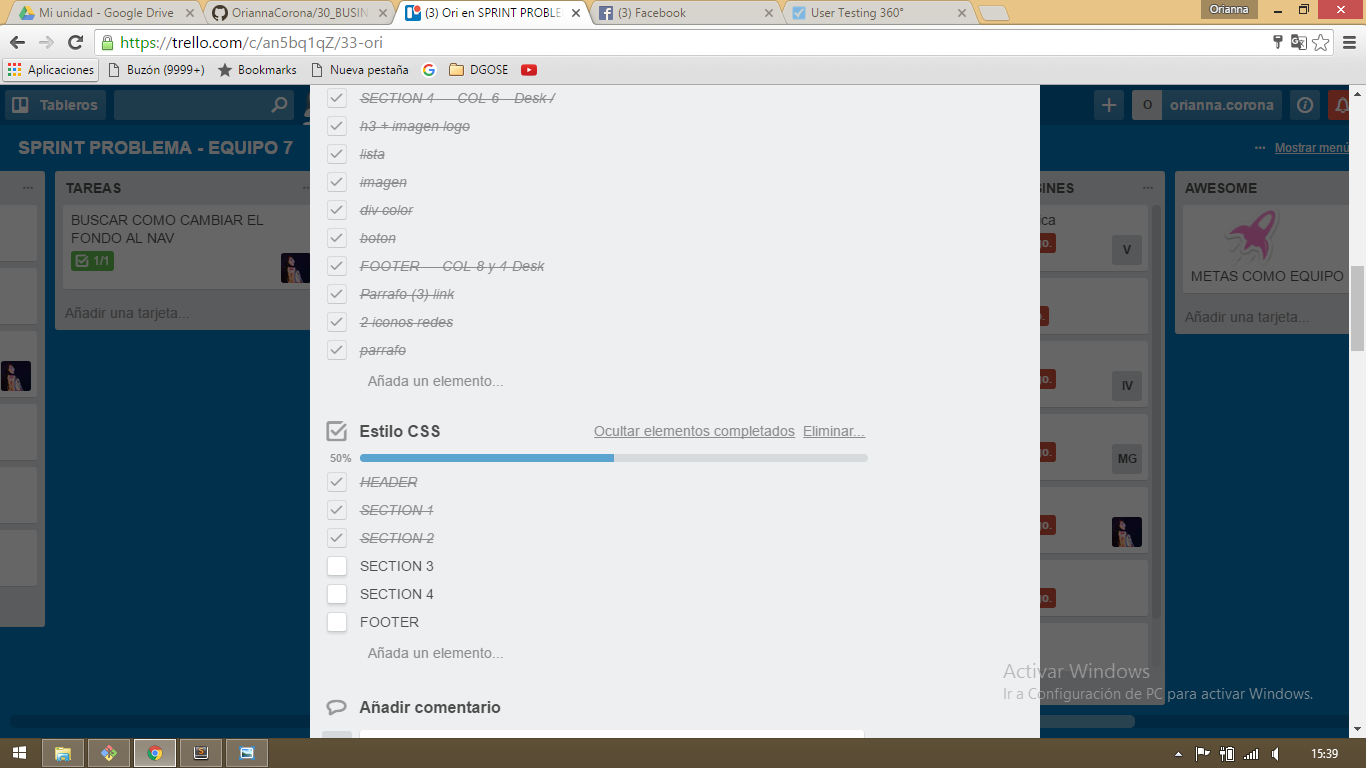 Mi unidad - Google Drive
OriannaCorona/30_BUSIN
(3) Ori en SPRINT PROBLE
(3) Facebook
User Testing 360°
Orianna
https://trello.com/c/an5bq1qZ/33-ori
Aplicaciones
Buzón (9999+)
Bookmarks
Nueva pestaña
DGOSE
Tableros
O
orianna.corona
SPRINT PROBLEMA - EQUIPO 7
Mostrar menú
TAREAS
BUSCAR COMO CAMBIAR EL
FONDO AL NAV
1/1
Añadir una tarjeta...
SECTION 4 COL 6 Desk /
h3 + imagen logo
lista
imagen
div color
boton
FOOTER COL 8 y 4 Desk
Parrafo (3) link
2 iconos redes
parrafo
Añada un elemento...
Estilo CSS
Ocultar elementos completados
Eliminar...
50%
HEADER
SECTION 1
SECTION 2
SECTION 3
SECTION 4
FOOTER
Añada un elemento...
Añadir comentario
SINES
ica
go.
V
IV
go.
go.
MG
go.
go.
AWESOME
METAS COMO EQUIPO
Añadir una tarjeta...
Activar Windows
Ir a Configuración de PC para activar Windows.
15:39